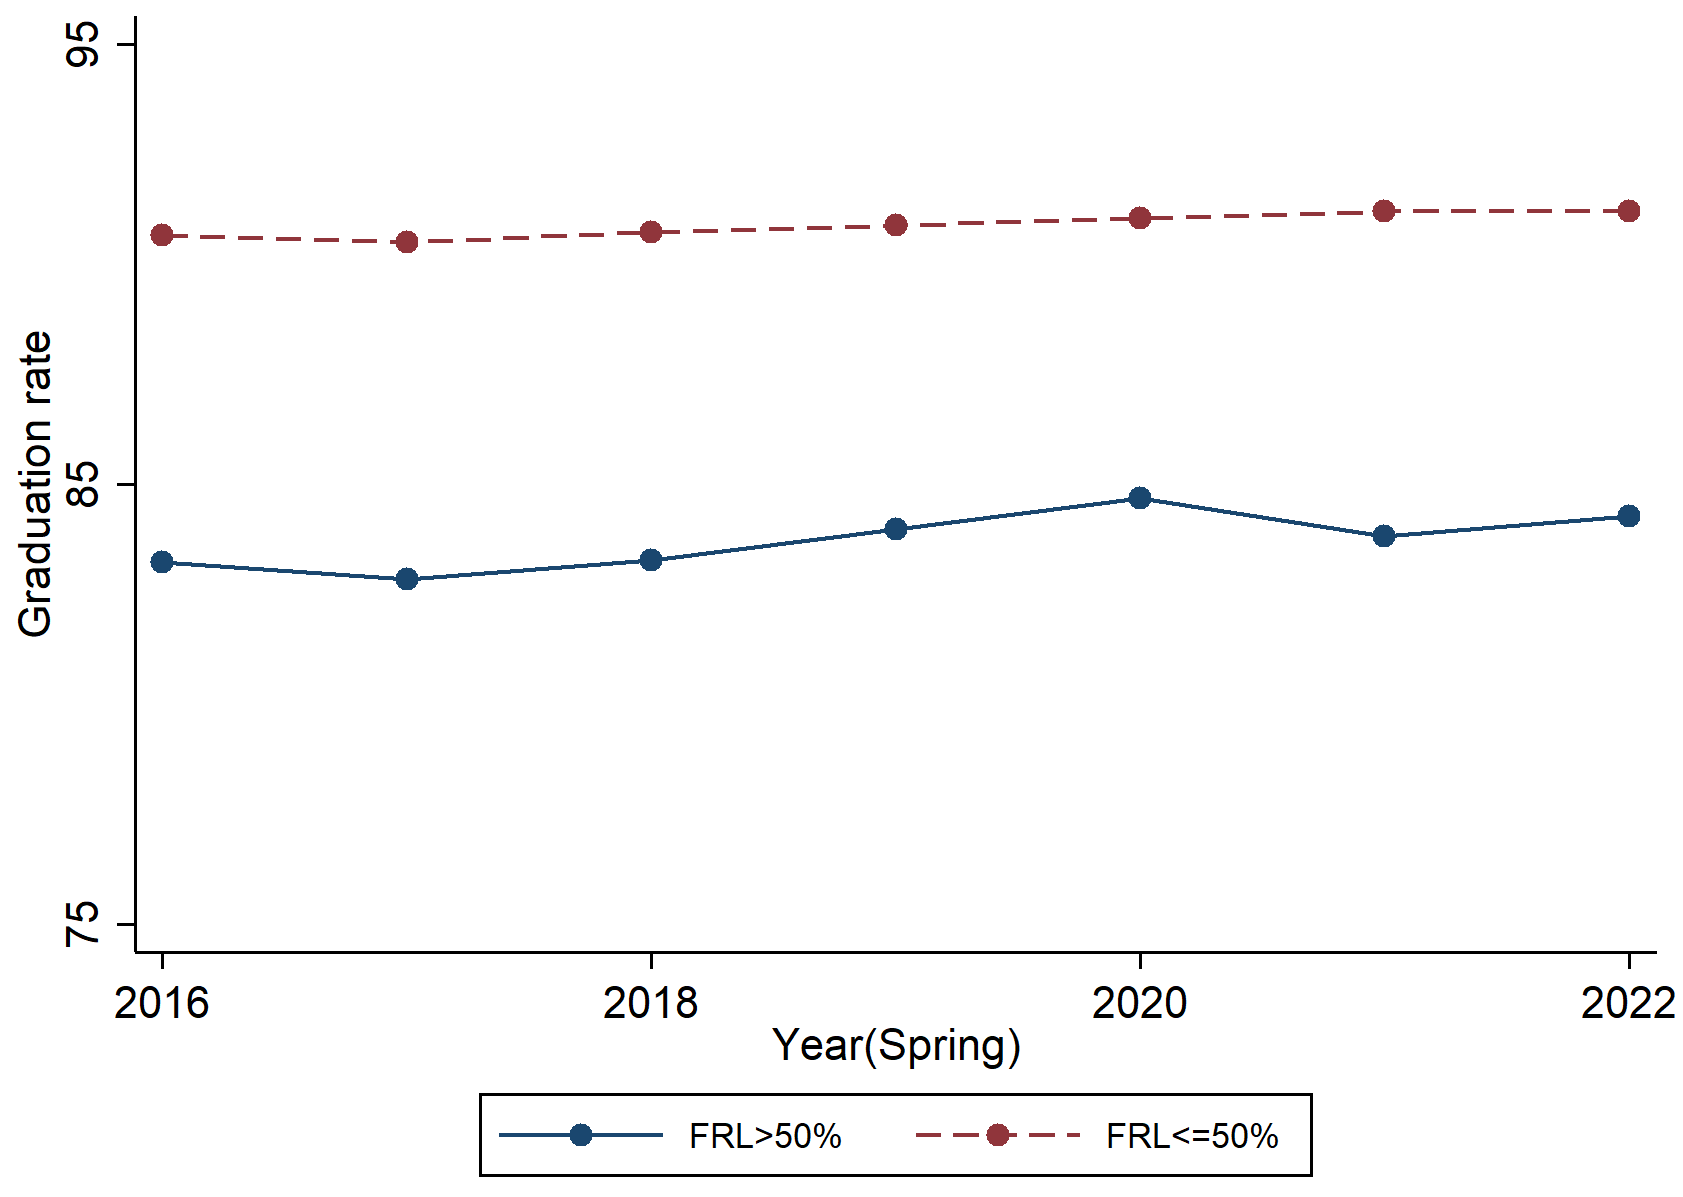 Graduation rate
95
85
75
2016 2018 2020 2022
Year(Spring)
FRL>50% FRL<=50%